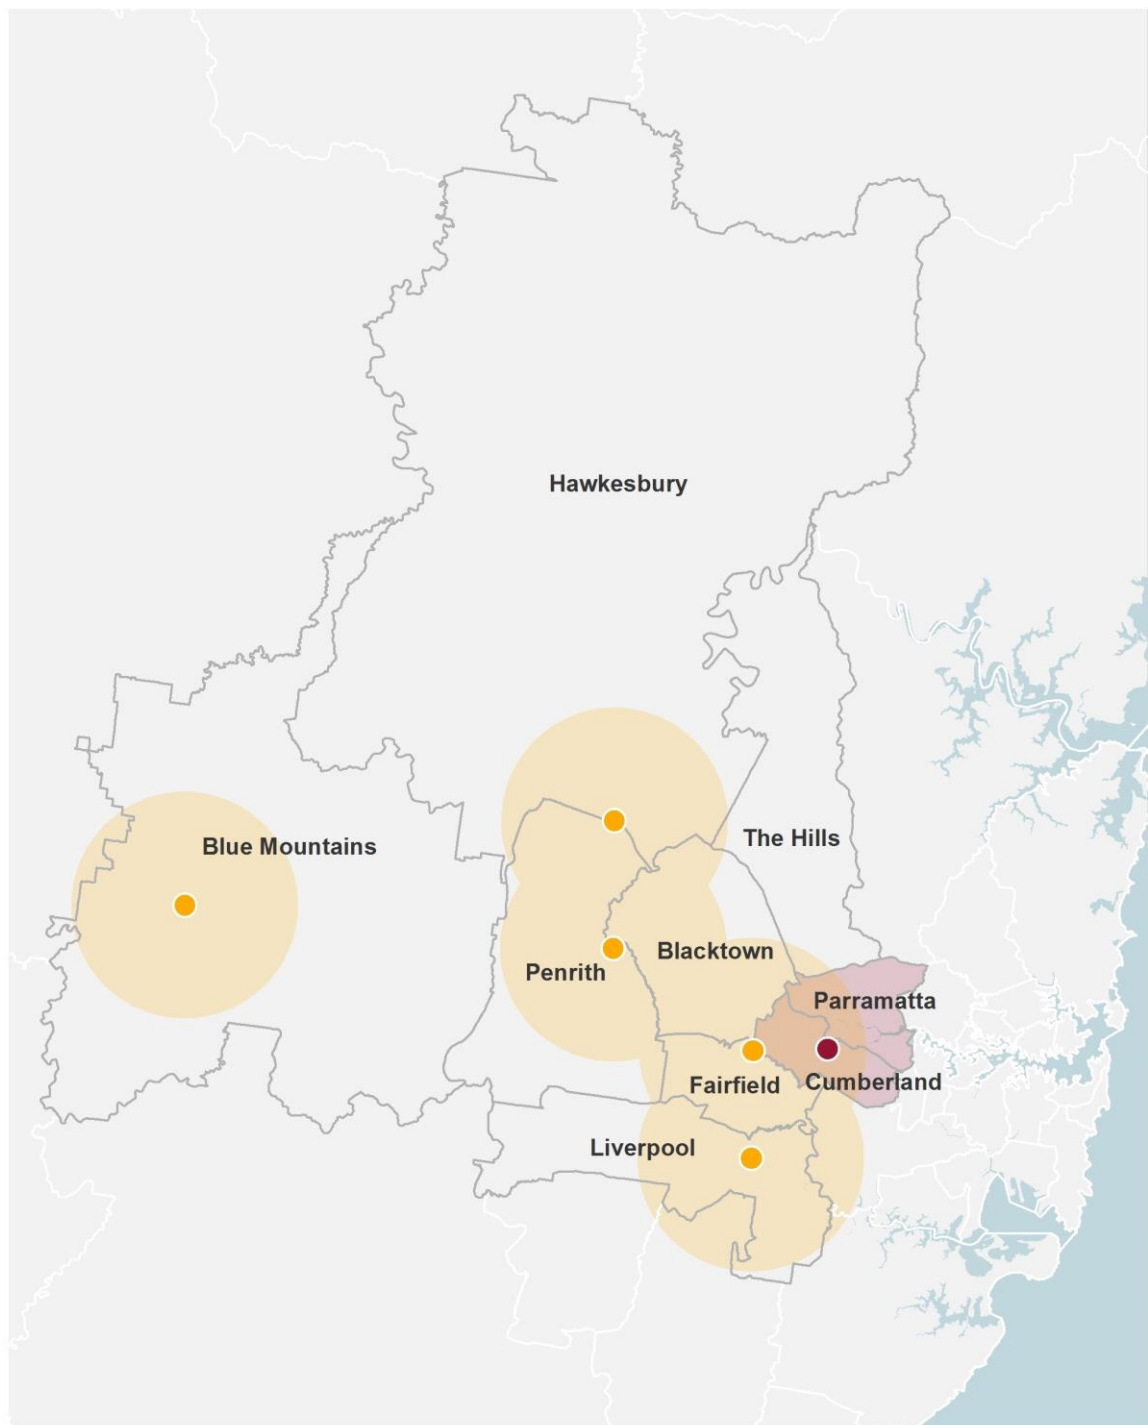 Hawkesbury
The Hills
Blue Mountains
Blacktown
Penrith
Parramatta
Fairfield
Cumberland
Liverpool